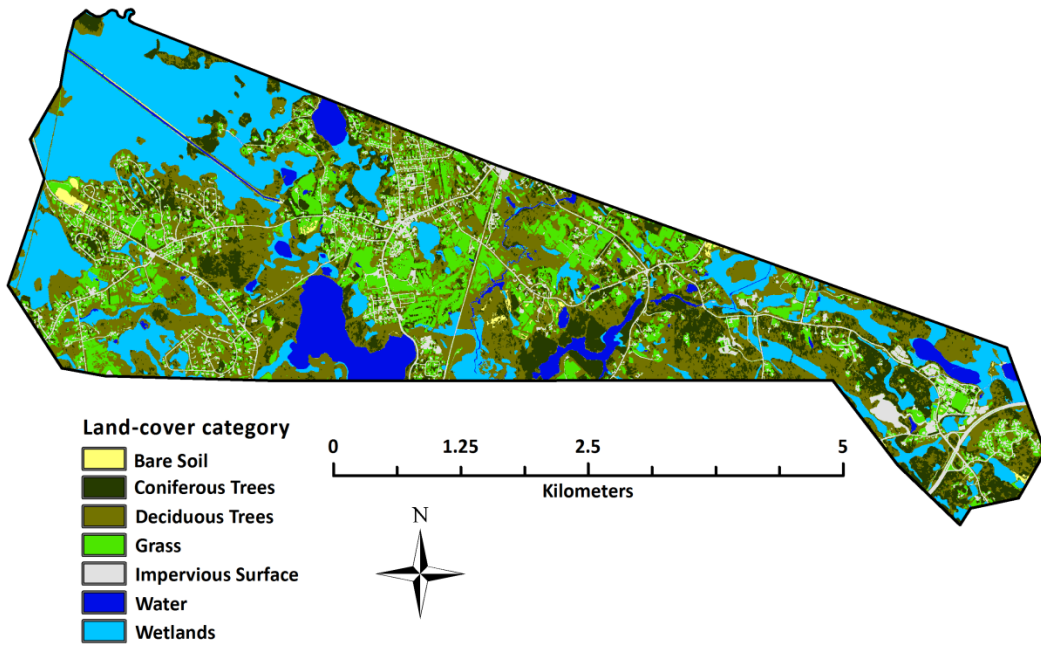 Land-cover category
Bare Soil
Coniferous Trees
Deciduous Trees
Grass
Impervious Surface
Water
Wetlands
0 1.25 2.5 5
Kilometers
N